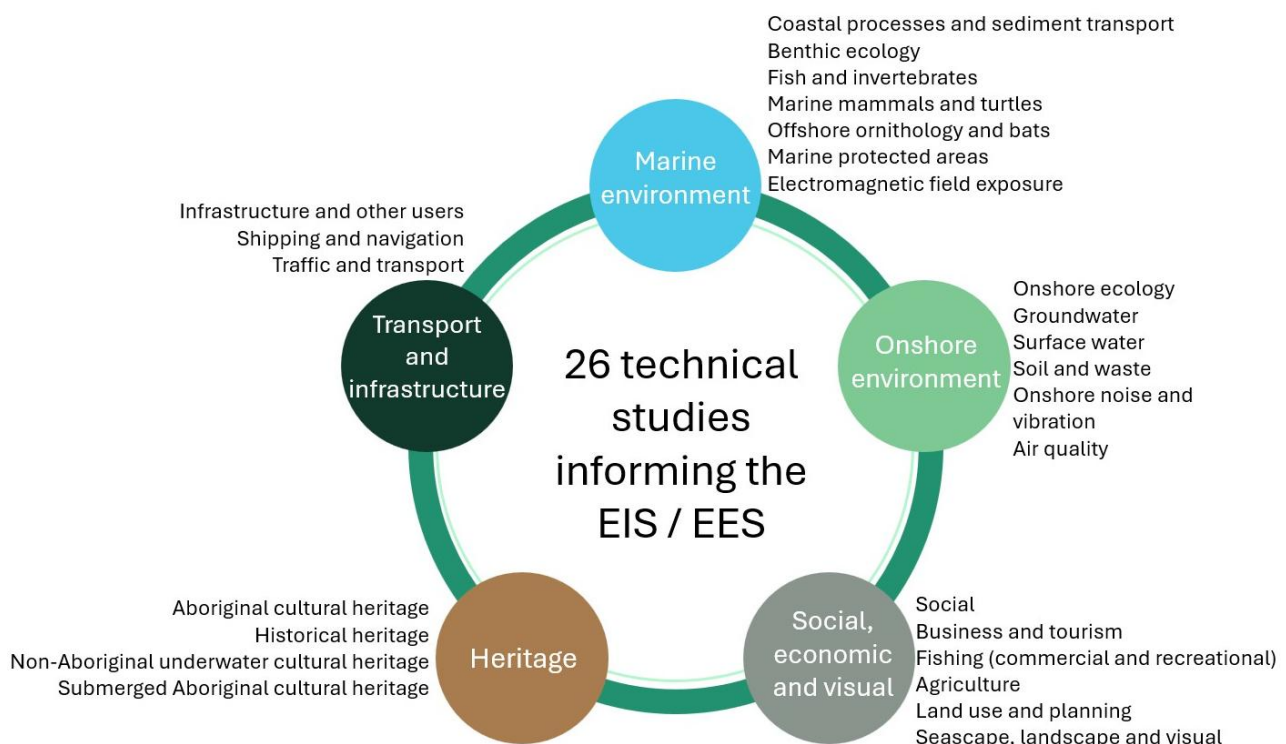 Coastal processes and sediment transport
Benthic ecology
Fish and invertebrates
Marine mammals and turtles
Offshore ornithology and bats
Marine protected areas
Electromagnetic field exposure
Marine
environment
Infrastructure and other users
Shipping and navigation
Traffic and transport
Transport
and
infrastructure
Onshore
environment
Onshore ecology
Groundwater
Surface water
Soil and waste
Onshore noise and
vibration
Air quality
26 technical
studies
informing the
EIS / EES
Aboriginal cultural heritage
Historical heritage
Non-Aboriginal underwater cultural heritage
Submerged Aboriginal cultural heritage
Heritage
Social,
economic
and visual
Social
Business and tourism
Fishing (commercial and recreational)
Agriculture
Land use and planning
Seascape, landscape and visual